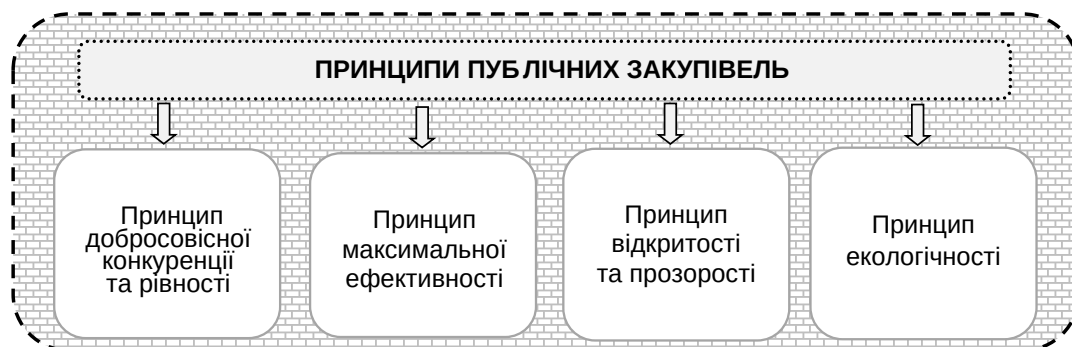 ПРИНЦИПИ ПУБЛІЧНИХ ЗАКУПІВЕЛЬ
Принцип
добросовісної
конкуренції
та рівності
Принцип
максимальної
ефективності
Принцип
відкритості
та прозорості
Принцип
екологічності